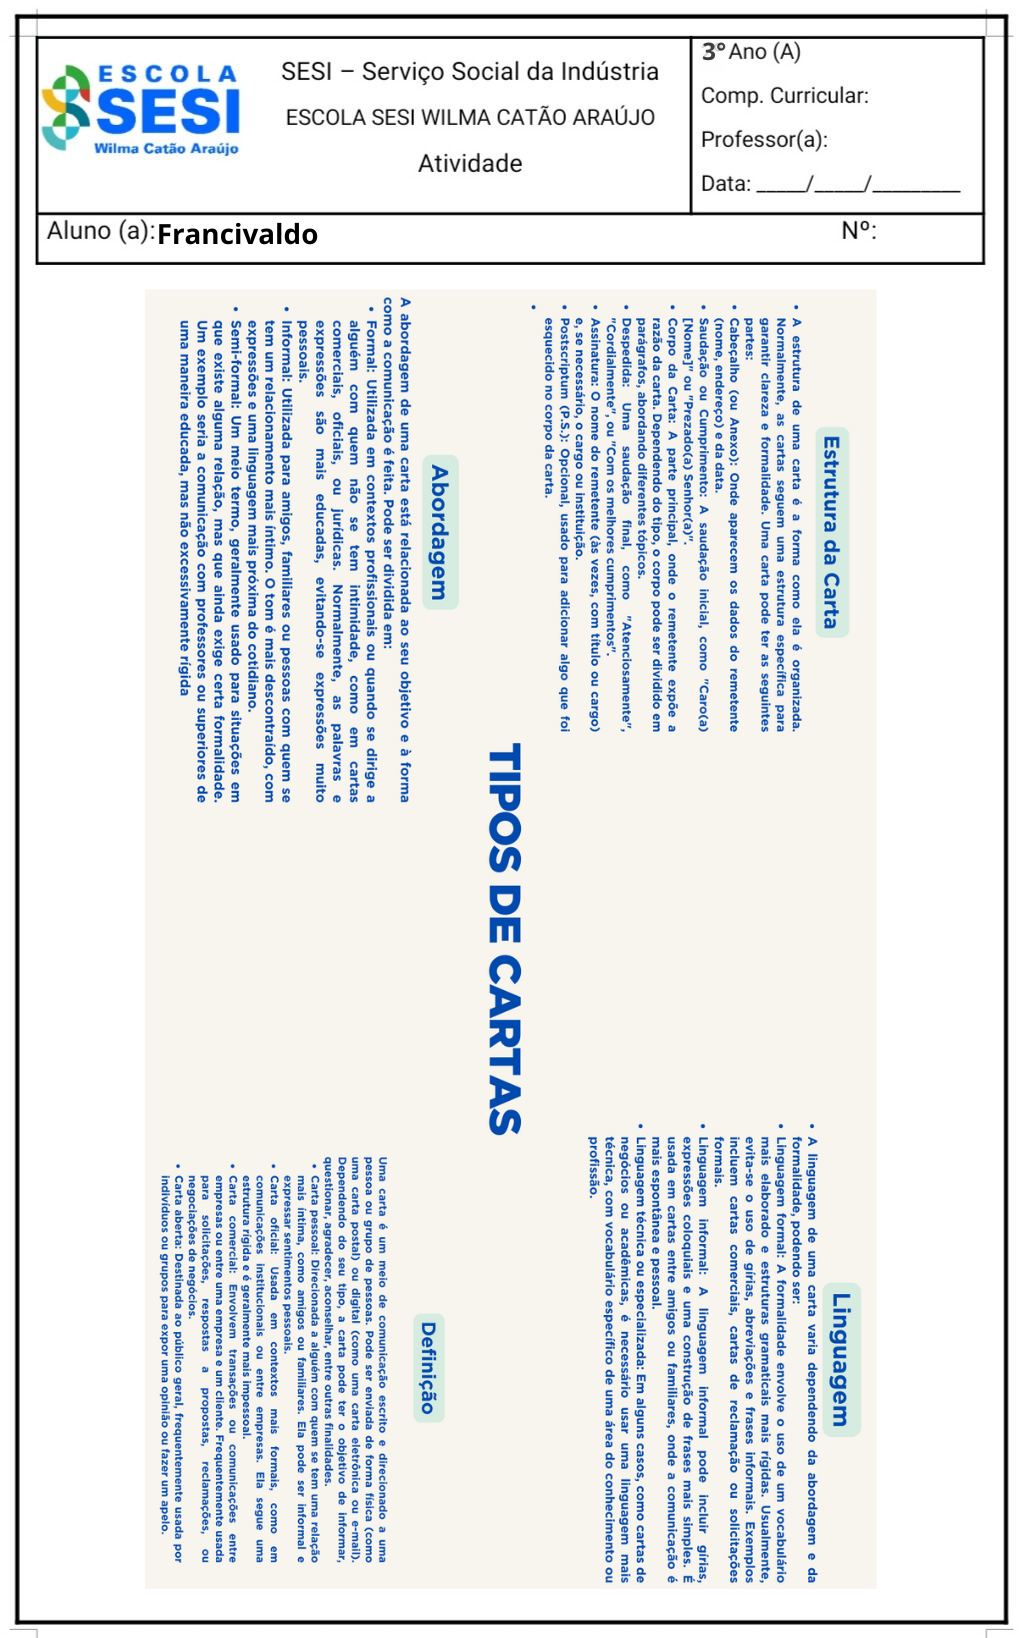 ESCOLA
SESI
Wilma Catão Araújo
SESI – Serviço Social da Indústria
ESCOLA SESI WILMA CATÃO ARAÚJO
Atividade
3º Ano (A)
Comp. Curricular:
Professor(a):
Data: _____/_____/_________
Aluno (a):Francivaldo
Nº:
Estrutura da Carta
• A estrutura de uma carta é a forma como ela é organizada.
Normalmente, as cartas seguem uma estrutura específica para
garantir clareza e formalidade. Uma carta pode ter as seguintes
partes:
• Cabeçalho (ou Anexo): Onde aparecem os dados do remetente
(nome, endereço) e da data.
• Saudação ou Cumprimento: A saudação inicial, como "Caro(a)
[Nome]" ou "Prezado(a) Senhor(a)".
• Corpo da Carta: A parte principal, onde o remetente expõe a
razão da carta. Dependendo do tipo, o corpo pode ser dividido em
parágrafos, abordando diferentes tópicos.
• Despedida: Uma saudação final, como "Atenciosamente",
"Cordialmente", ou "Com os melhores cumprimentos".
• Assinatura: O nome do remetente (às vezes, com título ou cargo)
e, se necessário, o cargo ou instituição.
• Postscriptum (P.S.): Opcional, usado para adicionar algo que foi
esquecido no corpo da carta.
•
Linguagem
• A linguagem de uma carta varia dependendo da abordagem e da
formalidade, podendo ser:
• Linguagem formal: A formalidade envolve o uso de um vocabulário
mais elaborado e estruturas gramaticais mais rígidas. Usualmente,
evita-se o uso de gírias, abreviações e frases informais. Exemplos
incluem cartas comerciais, cartas de reclamação ou solicitações
formais.
• Linguagem informal: A linguagem informal pode incluir gírias,
expressões coloquiais e uma construção de frases mais simples. É
usada em cartas entre amigos ou familiares, onde a comunicação é
mais espontânea e pessoal.
• Linguagem técnica ou especializada: Em alguns casos, como cartas de
negócios ou acadêmicas, é necessário usar uma linguagem mais
técnica, com vocabulário específico de uma área do conhecimento ou
profissão.
TIPOS DE CARTAS
Abordagem
A abordagem de uma carta está relacionada ao seu objetivo e à forma
como a comunicação é feita. Pode ser dividida em:
• Formal: Utilizada em contextos profissionais ou quando se dirige a
alguém com quem não se tem intimidade, como em cartas
comerciais, oficiais, ou jurídicas. Normalmente, as palavras e
expressões são mais educadas, evitando-se expressões muito
pessoais.
• Informal: Utilizada para amigos, familiares ou pessoas com quem se
tem um relacionamento mais íntimo. O tom é mais descontraído, com
expressões e uma linguagem mais próxima do cotidiano.
• Semi-formal: Um meio termo, geralmente usado para situações em
que existe alguma relação, mas que ainda exige certa formalidade.
Um exemplo seria a comunicação com professores ou superiores de
uma maneira educada, mas não excessivamente rígida
Definição
Uma carta é um meio de comunicação escrito e direcionado a uma
pessoa ou grupo de pessoas. Pode ser enviada de forma física (como
uma carta postal) ou digital (como uma carta eletrônica ou e-mail).
Dependendo do seu tipo, a carta pode ter o objetivo de informar,
questionar, agradecer, aconselhar, entre outras finalidades.
• Carta pessoal: Direcionada a alguém com quem se tem uma relação
mais íntima, como amigos ou familiares. Ela pode ser informal e
expressar sentimentos pessoais.
• Carta oficial: Usada em contextos mais formais, como em
comunicações institucionais ou entre empresas. Ela segue uma
estrutura rígida e é geralmente mais impessoal.
• Carta comercial: Envolvem transações ou comunicações entre
empresas ou entre uma empresa e um cliente. Frequentemente usada
para solicitações, respostas a propostas, reclamações, ou
negociações de negócios.
• Carta aberta: Destinada ao público geral, frequentemente usada por
indivíduos ou grupos para expor uma opinião ou fazer um apelo.